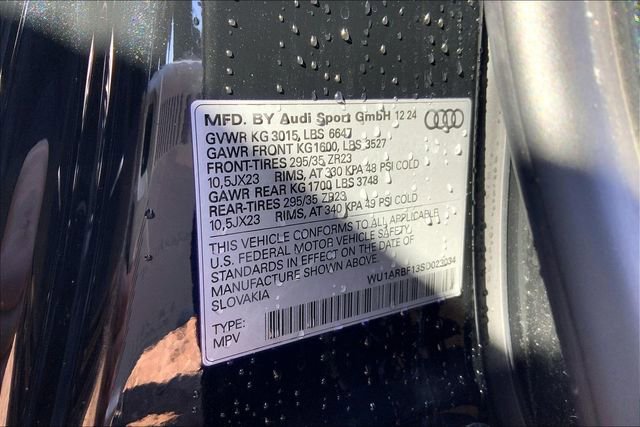 MFD. BY Audi Sport GmbH 12 24
GVWR KG 3015, LBS 6647
GAWR FRONT KG 1600, LBS 3527
FRONT-TIRES 295/35 ZR23
10,5JX23 RIMS, AT 330 KPA 48 PSI COLD
GAWR REAR KG 1700 LBS 3748
REAR-TIRES 295/35 ZR23
10,5JX23 RIMS, AT 340 KPA 49 PSI COLD
THIS VEHICLE CONFORMS TO ALL APPLICABLE
U.S. FEDERAL MOTOR VEHICLE SAFETY
STANDARDS IN EFFECT ON THE DATE OF
MANUFACTURE SHOWN ABOVE.
SLOVAKIA
WU1ARBF13SD023034
TYPE:
MPV